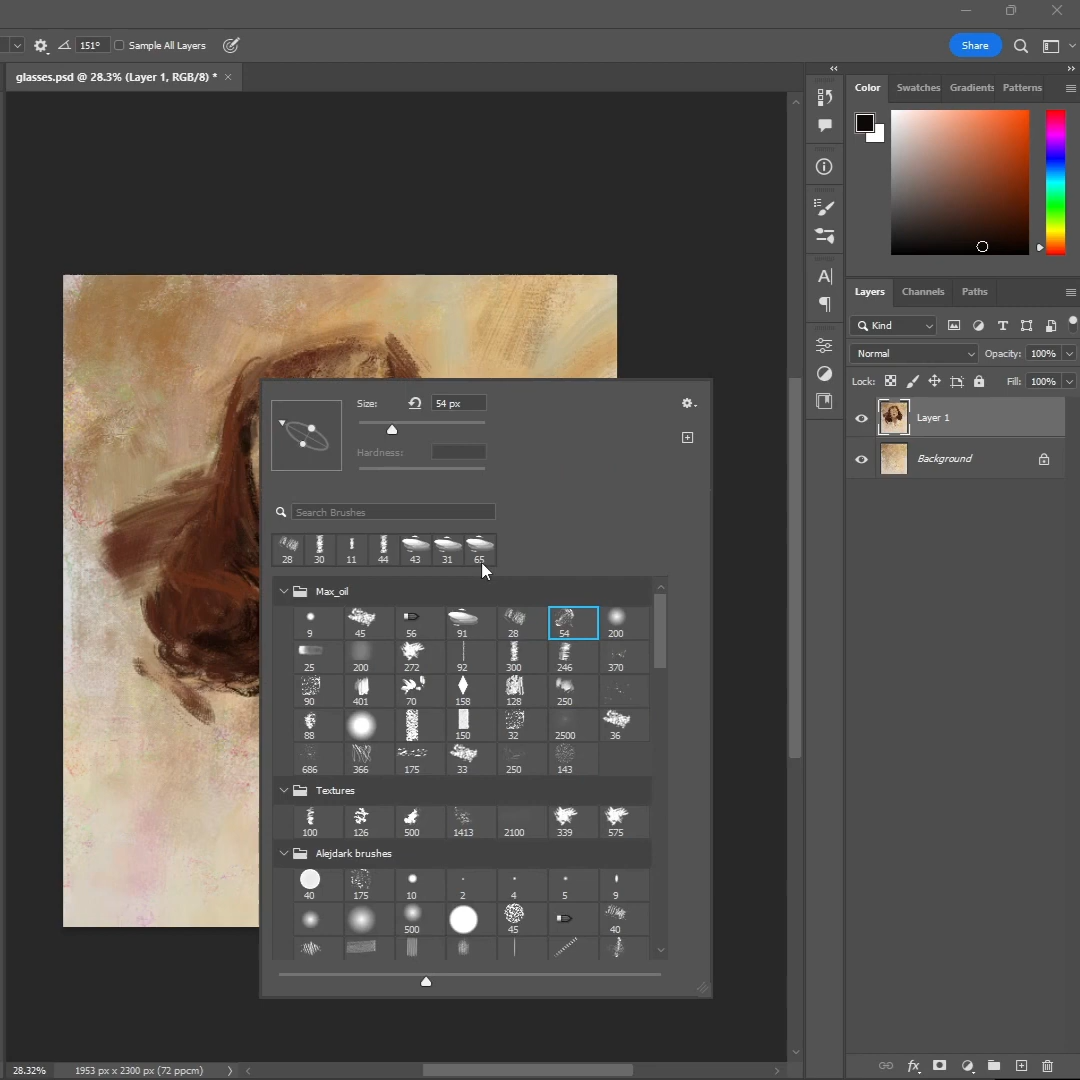 151° Sample All Layers Share
glasses.psd @ 28.3% (Layer 1, RGB/8) * ×
Color Swatches Gradients Patterns
Layers Channels Paths
Kind
Normal Opacity: 100%
Lock: Fill: 100%
Layer 1
Background
Size: 54 px
Hardness:
Search Brushes
28 30 11 44 43 31 65
Max_oil
9 45 56 91 28 54 200
25 200 272 92 300 246 370
90 401 70 158 128 250
88 150 32 2500 36
686 366 175 33 250 143
Textures
100 126 500 1413 2100 339 575
Alejdark brushes
40 175 10 2 4 5 9
500 45 40
28.32% 1953 px x 2300 px (72 ppcm)